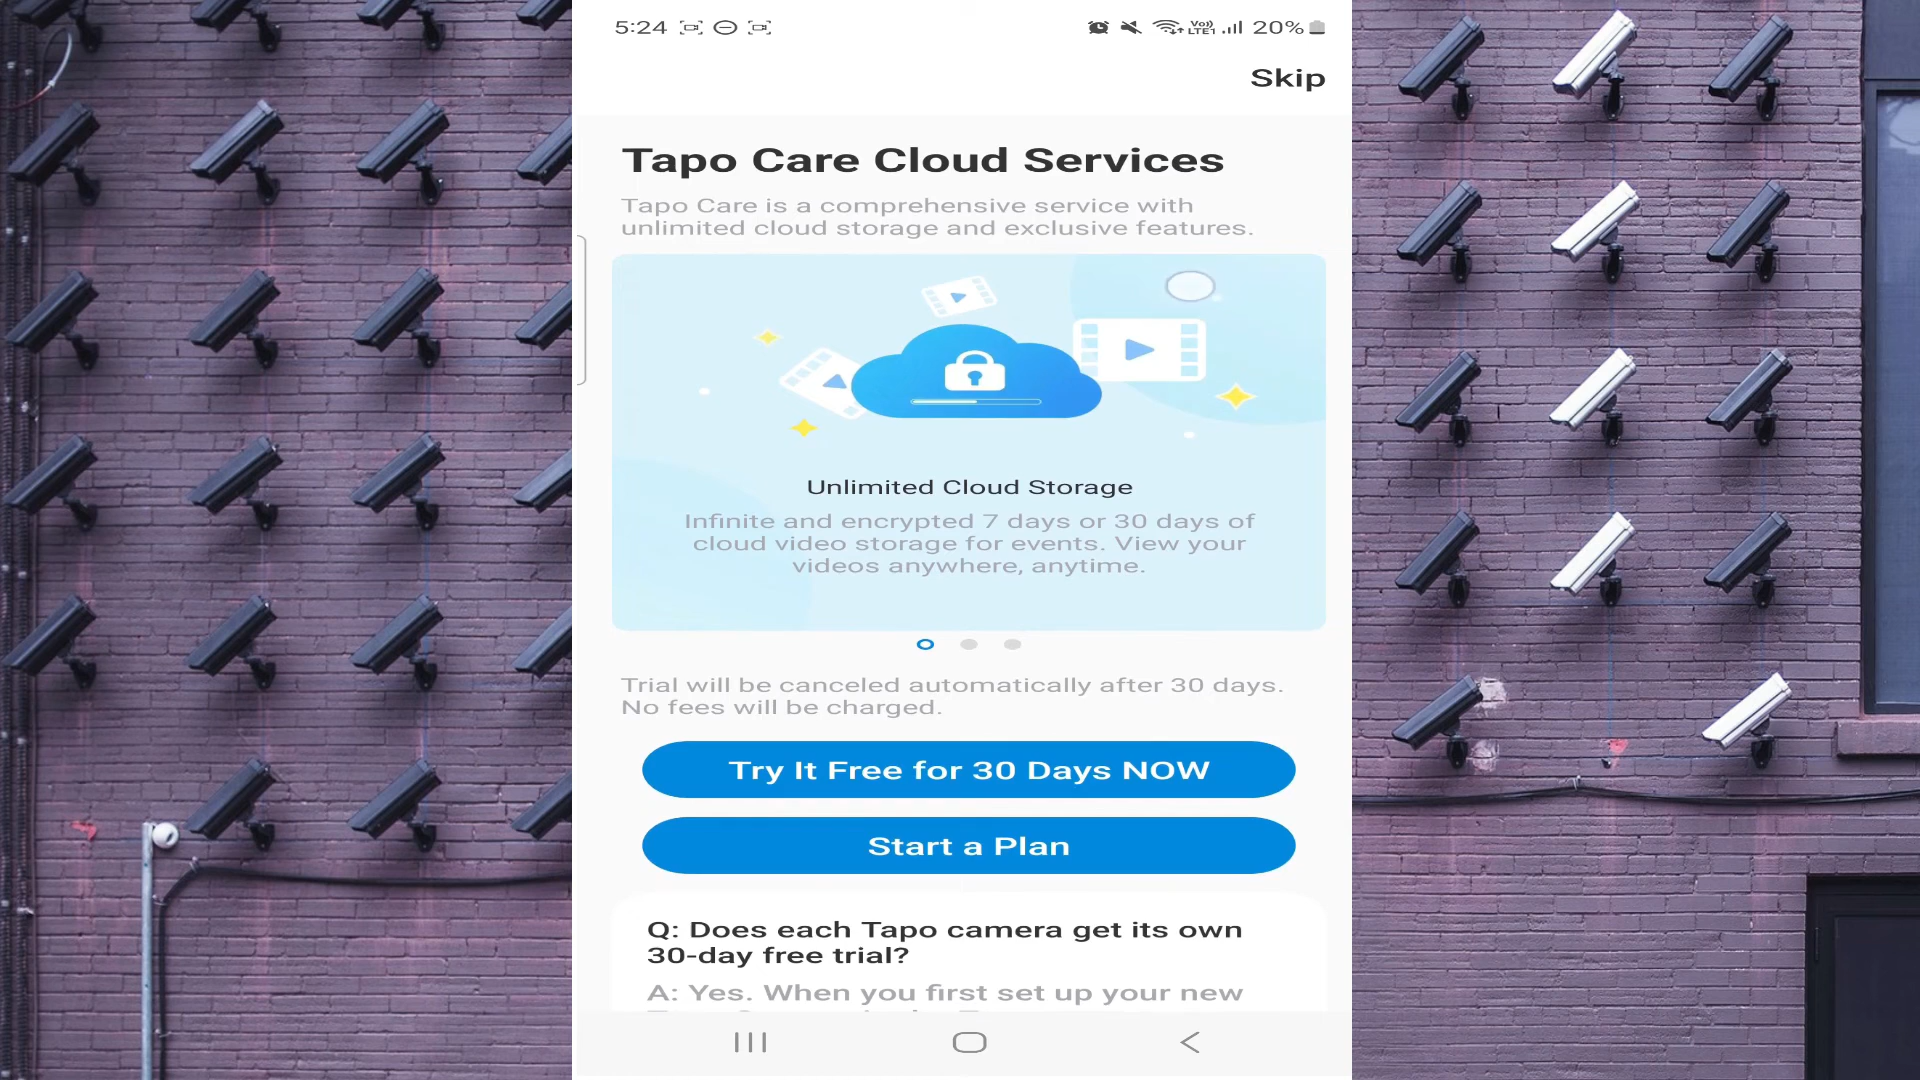 5:24 20%
Skip
Tapo Care Cloud Services
Tapo Care is a comprehensive service with
unlimited cloud storage and exclusive features.
Unlimited Cloud Storage
Infinite and encrypted 7 days or 30 days of
cloud video storage for events. View your
videos anywhere, anytime.
Trial will be canceled automatically after 30 days.
No fees will be charged.
Try It Free for 30 Days NOW
Start a Plan
Q: Does each Tapo camera get its own
30-day free trial?
A: Yes. When you first set up your new